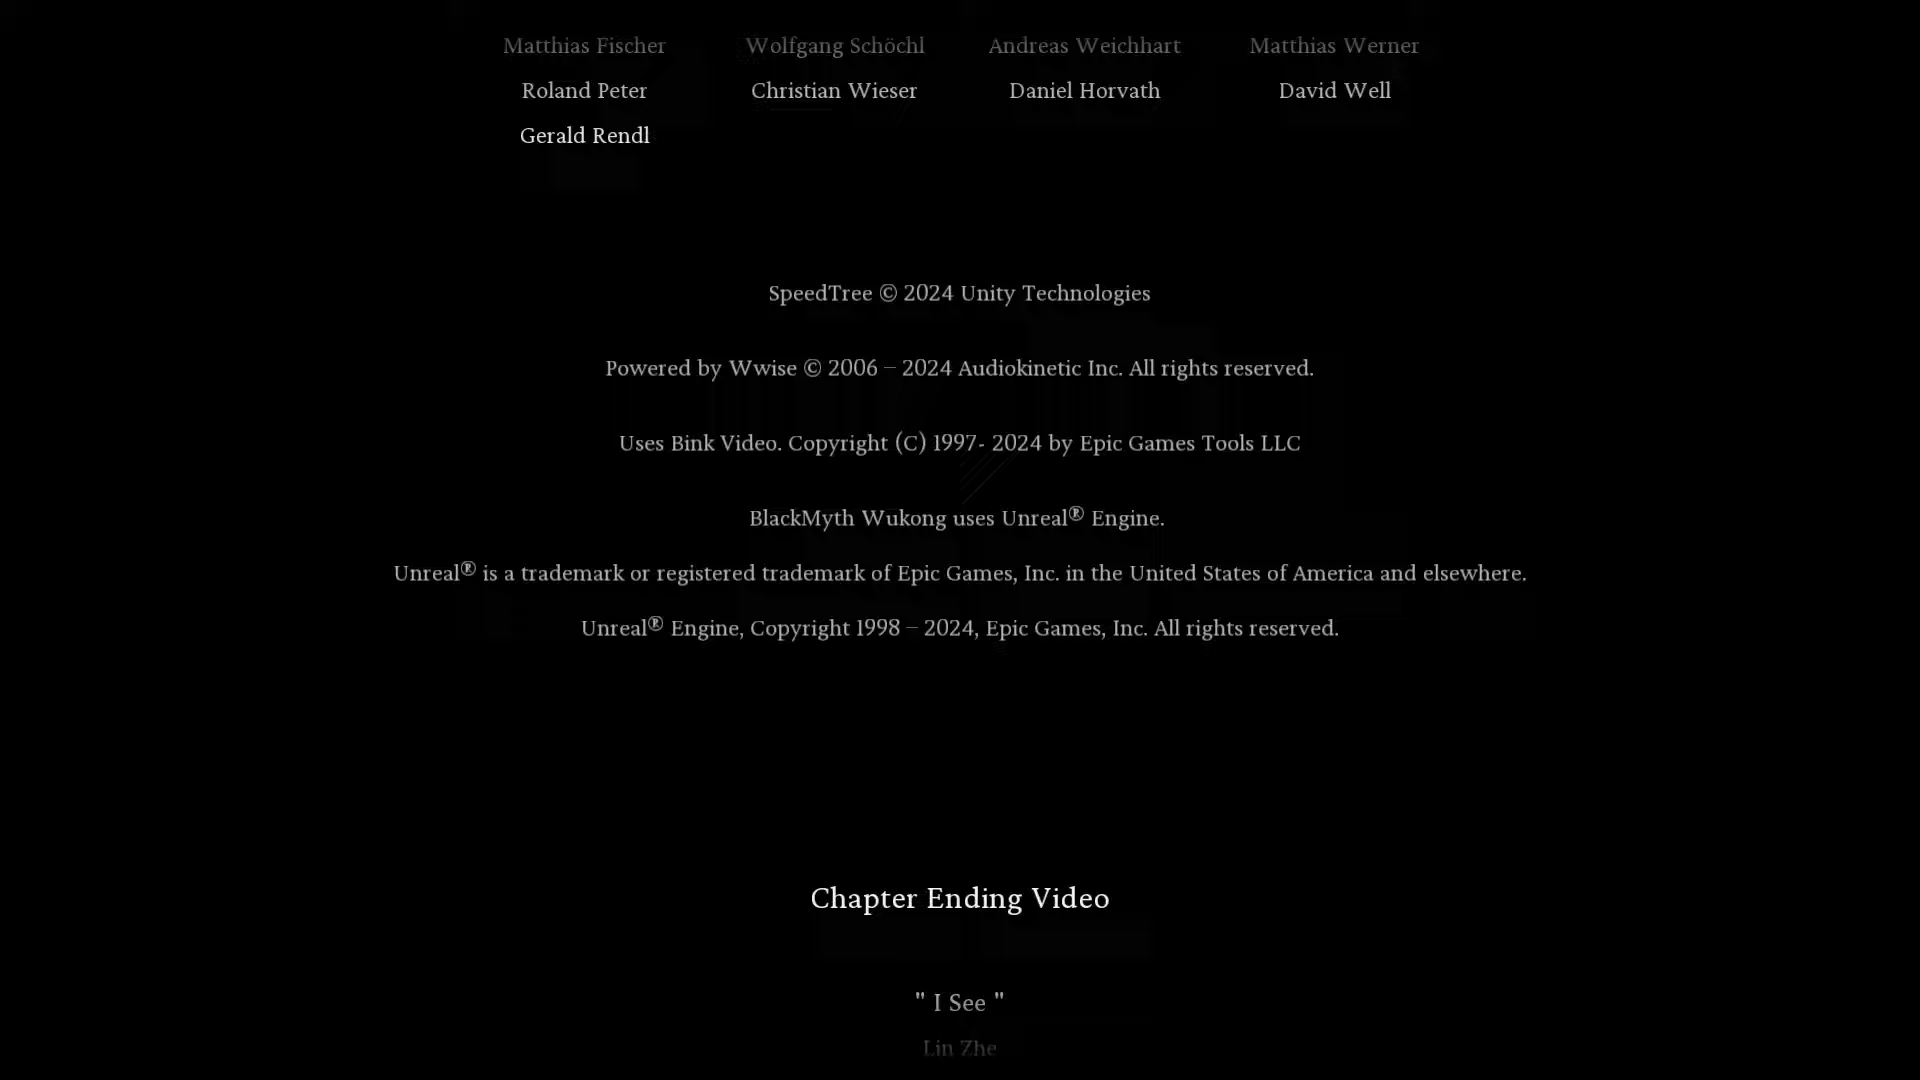 Matthias Fischer Wolfgang Schöchl Andreas Weichhart Matthias Werner
Roland Peter Christian Wieser Daniel Horvath David Well
Gerald Rendl
SpeedTree © 2024 Unity Technologies
Powered by Wwise © 2006 – 2024 Audiokinetic Inc. All rights reserved.
Uses Bink Video. Copyright (C) 1997- 2024 by Epic Games Tools LLC
BlackMyth Wukong uses Unreal® Engine.
Unreal® is a trademark or registered trademark of Epic Games, Inc. in the United States of America and elsewhere.
Unreal® Engine, Copyright 1998 – 2024, Epic Games, Inc. All rights reserved.
Chapter Ending Video
" I See "
Lin Zhe